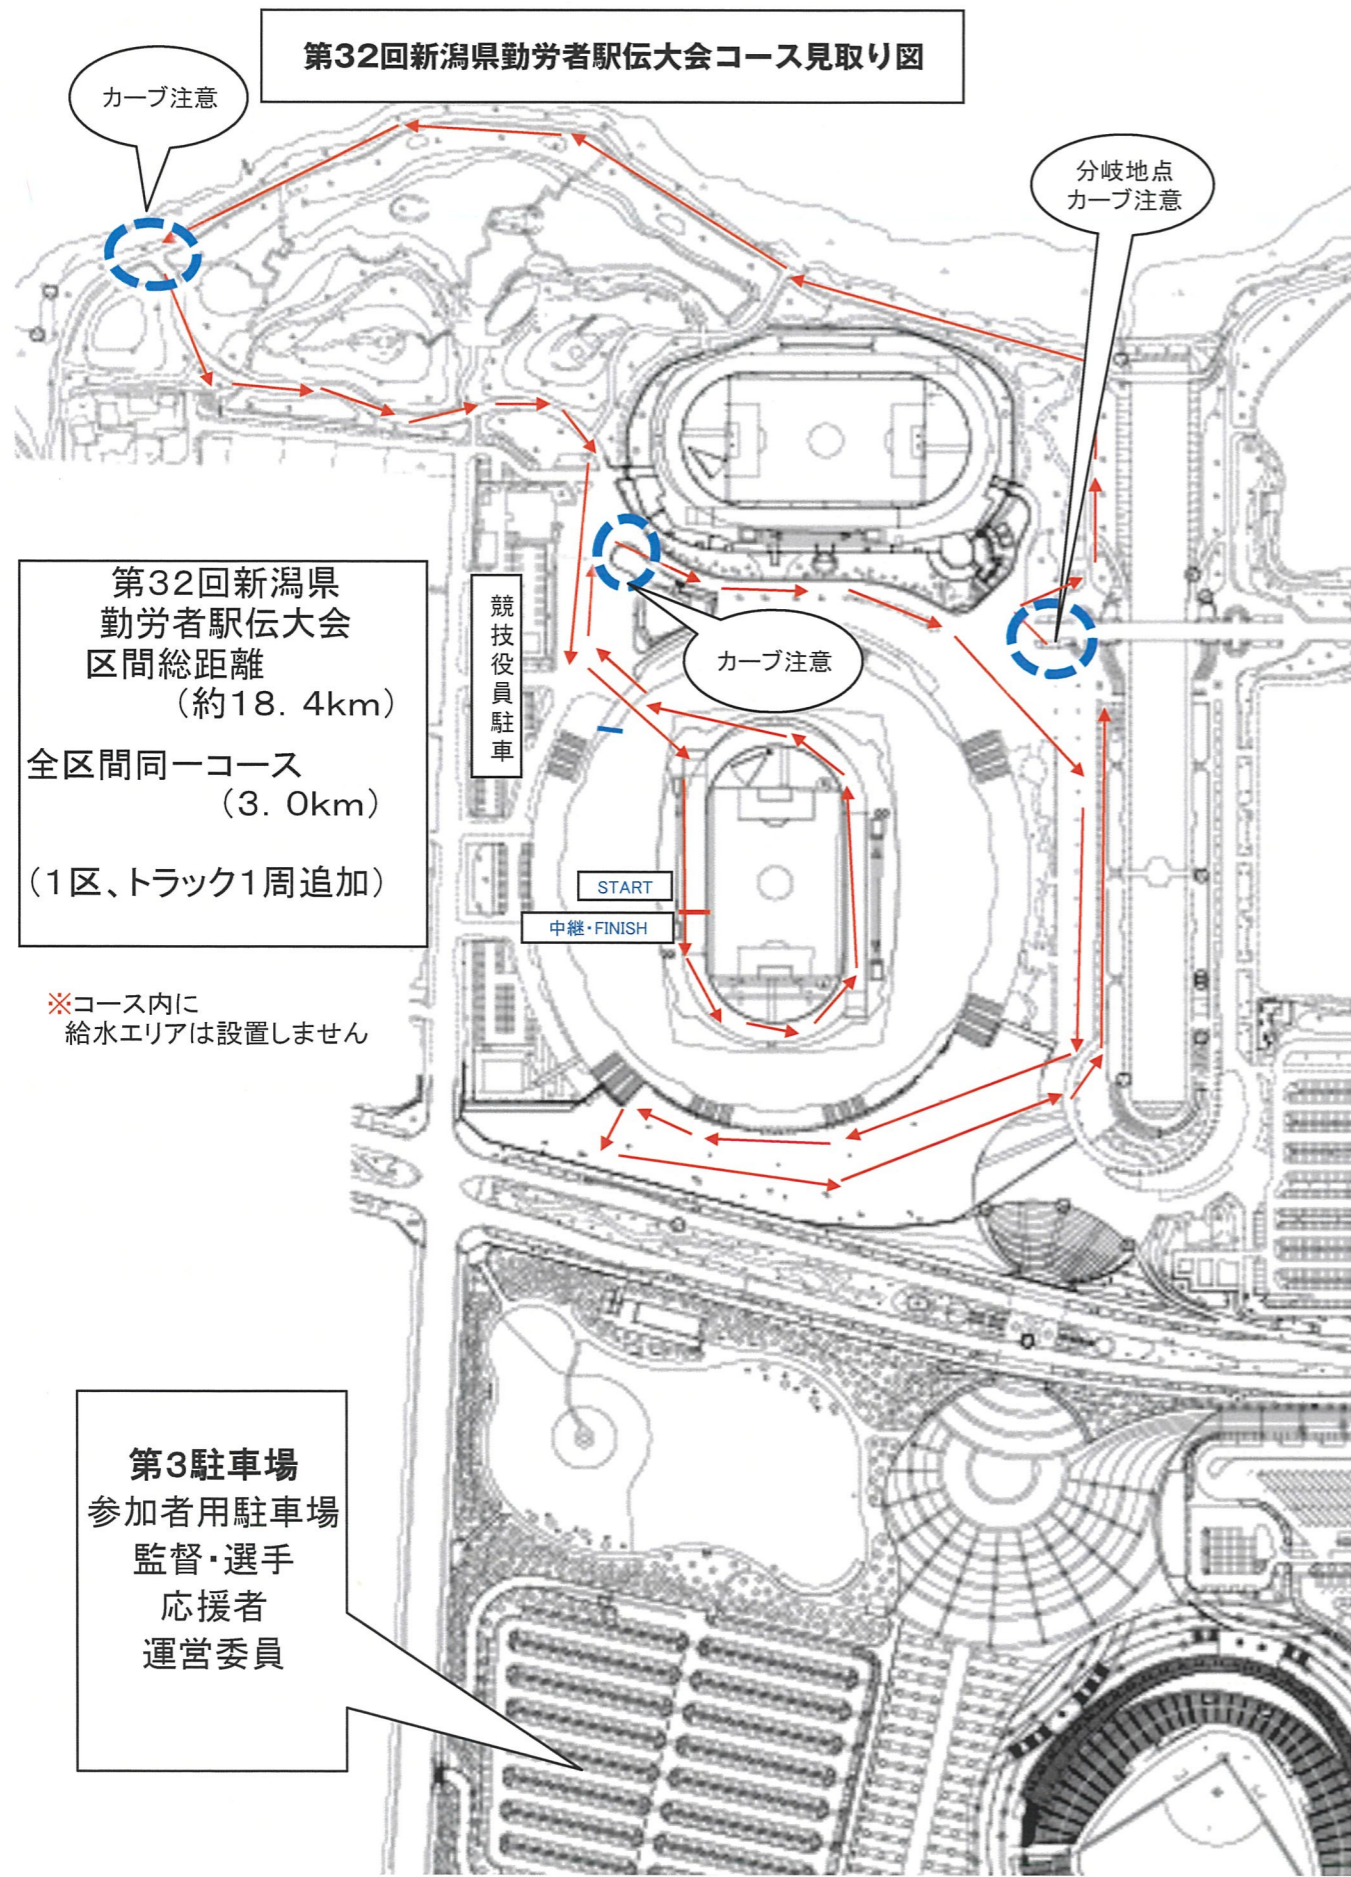 第32回新潟県勤労者駅伝大会コース見取り図
カーブ注意
分岐地点
カーブ注意
第32回新潟県
勤労者駅伝大会
区間総距離
（約18．4km）
全区間同一コース
（3．0km）
（1区、トラック1周追加）
競技役員駐車
カーブ注意
START
中継・FINISH
※コース内に
給水エリアは設置しません
第3駐車場
参加者用駐車場
監督・選手
応援者
運営委員